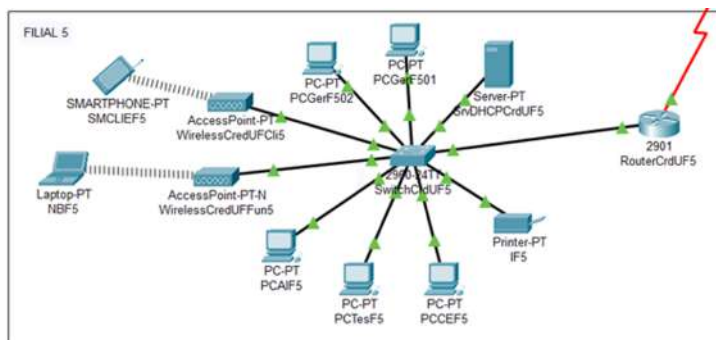 FILIAL 5
PC-PT
PCGerF501
PC-PT
PCGerF502
Server-PT
SrvDHCPCrdUF5
SMARTPHONE-PT
SMCLIEF5
AccessPoint-PT
WirelessCredUFCli5
2901
RouterCrdUF5
2960-24TT
SwitchCrdUF5
Laptop-PT
NBF5
AccessPoint-PT-N
WirelessCredUFFun5
Printer-PT
IF5
PC-PT
PCAIF5
PC-PT
PCTesF5
PC-PT
PCCEF5